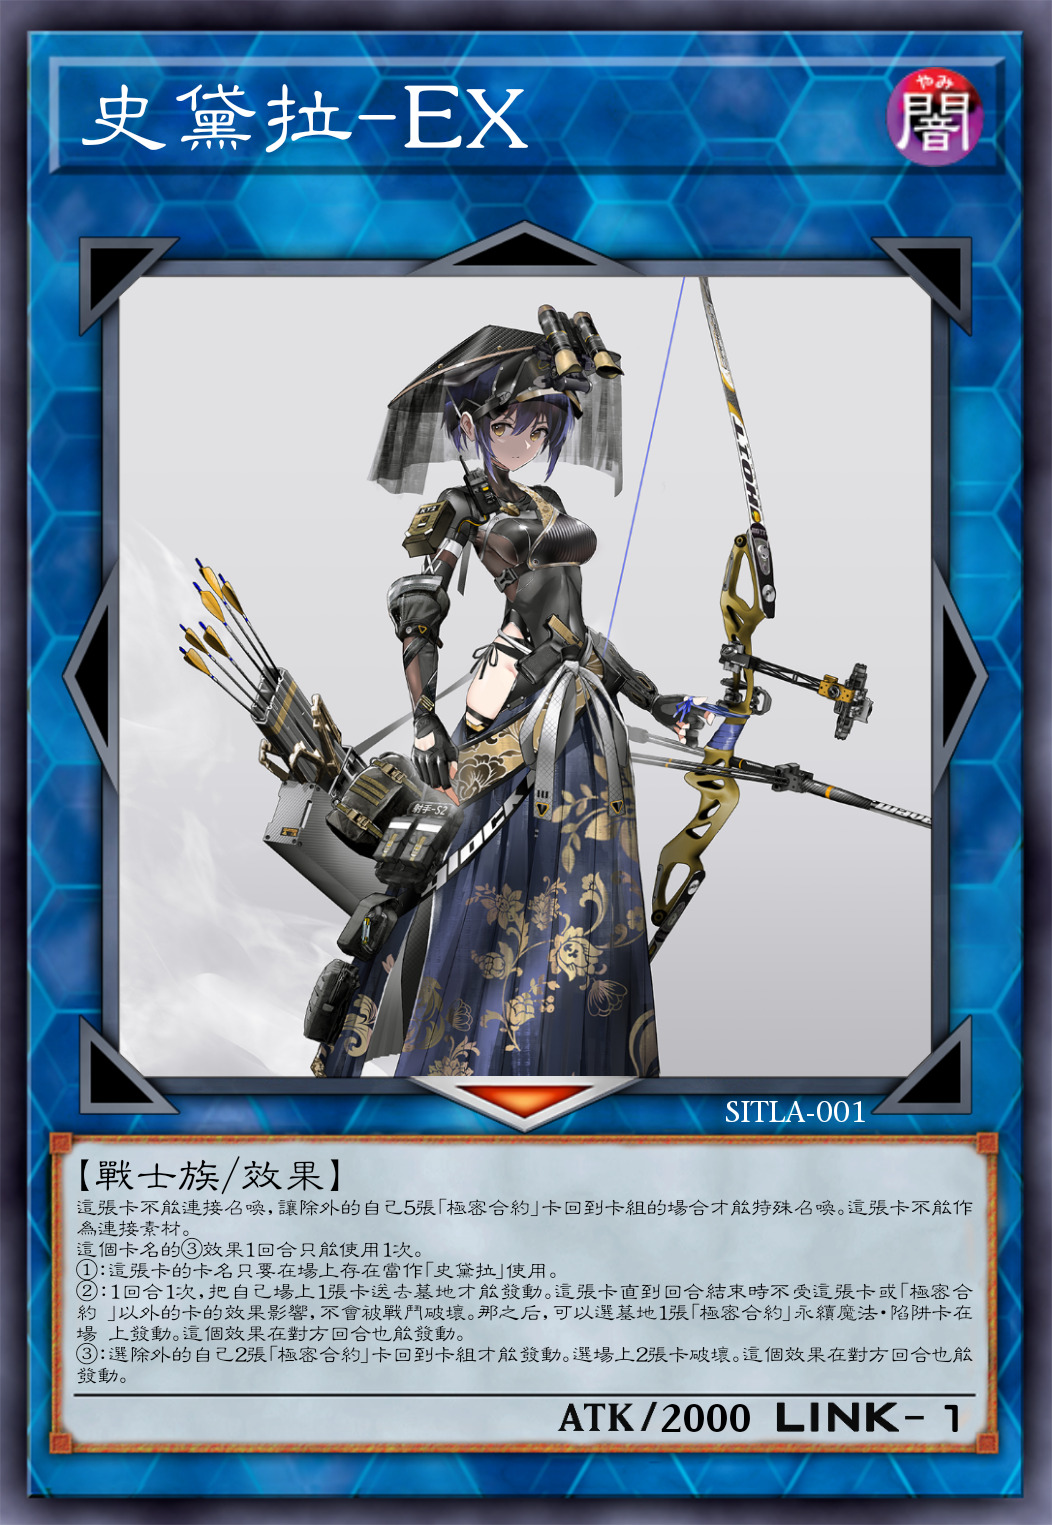 史黛拉-EX
やみ
闇
射手-S2
SITLA-001
【戰士族/效果】
這張卡不能連接召喚，讓除外的自己5張「極密合約」卡回到卡組的場合才能特殊召喚。這張卡不能作
為連接素材。
這個卡名的③效果1回合只能使用1次。
①：這張卡的卡名只要在場上存在當作「史黛拉」使用。
②：1回合1次，把自己場上1張卡送去墓地才能發動。這張卡直到回合結束時不受這張卡或「極密合
約 」以外的卡的效果影響，不會被戰鬥破壞。那之后，可以選墓地1張「極密合約」永續魔法・陷阱卡在
場 上發動。這個效果在對方回合也能發動。
③：選除外的自己2張「極密合約」卡回到卡組才能發動。選場上2張卡破壞。這個效果在對方回合也能
發動。
ATK/2000 LINK-1